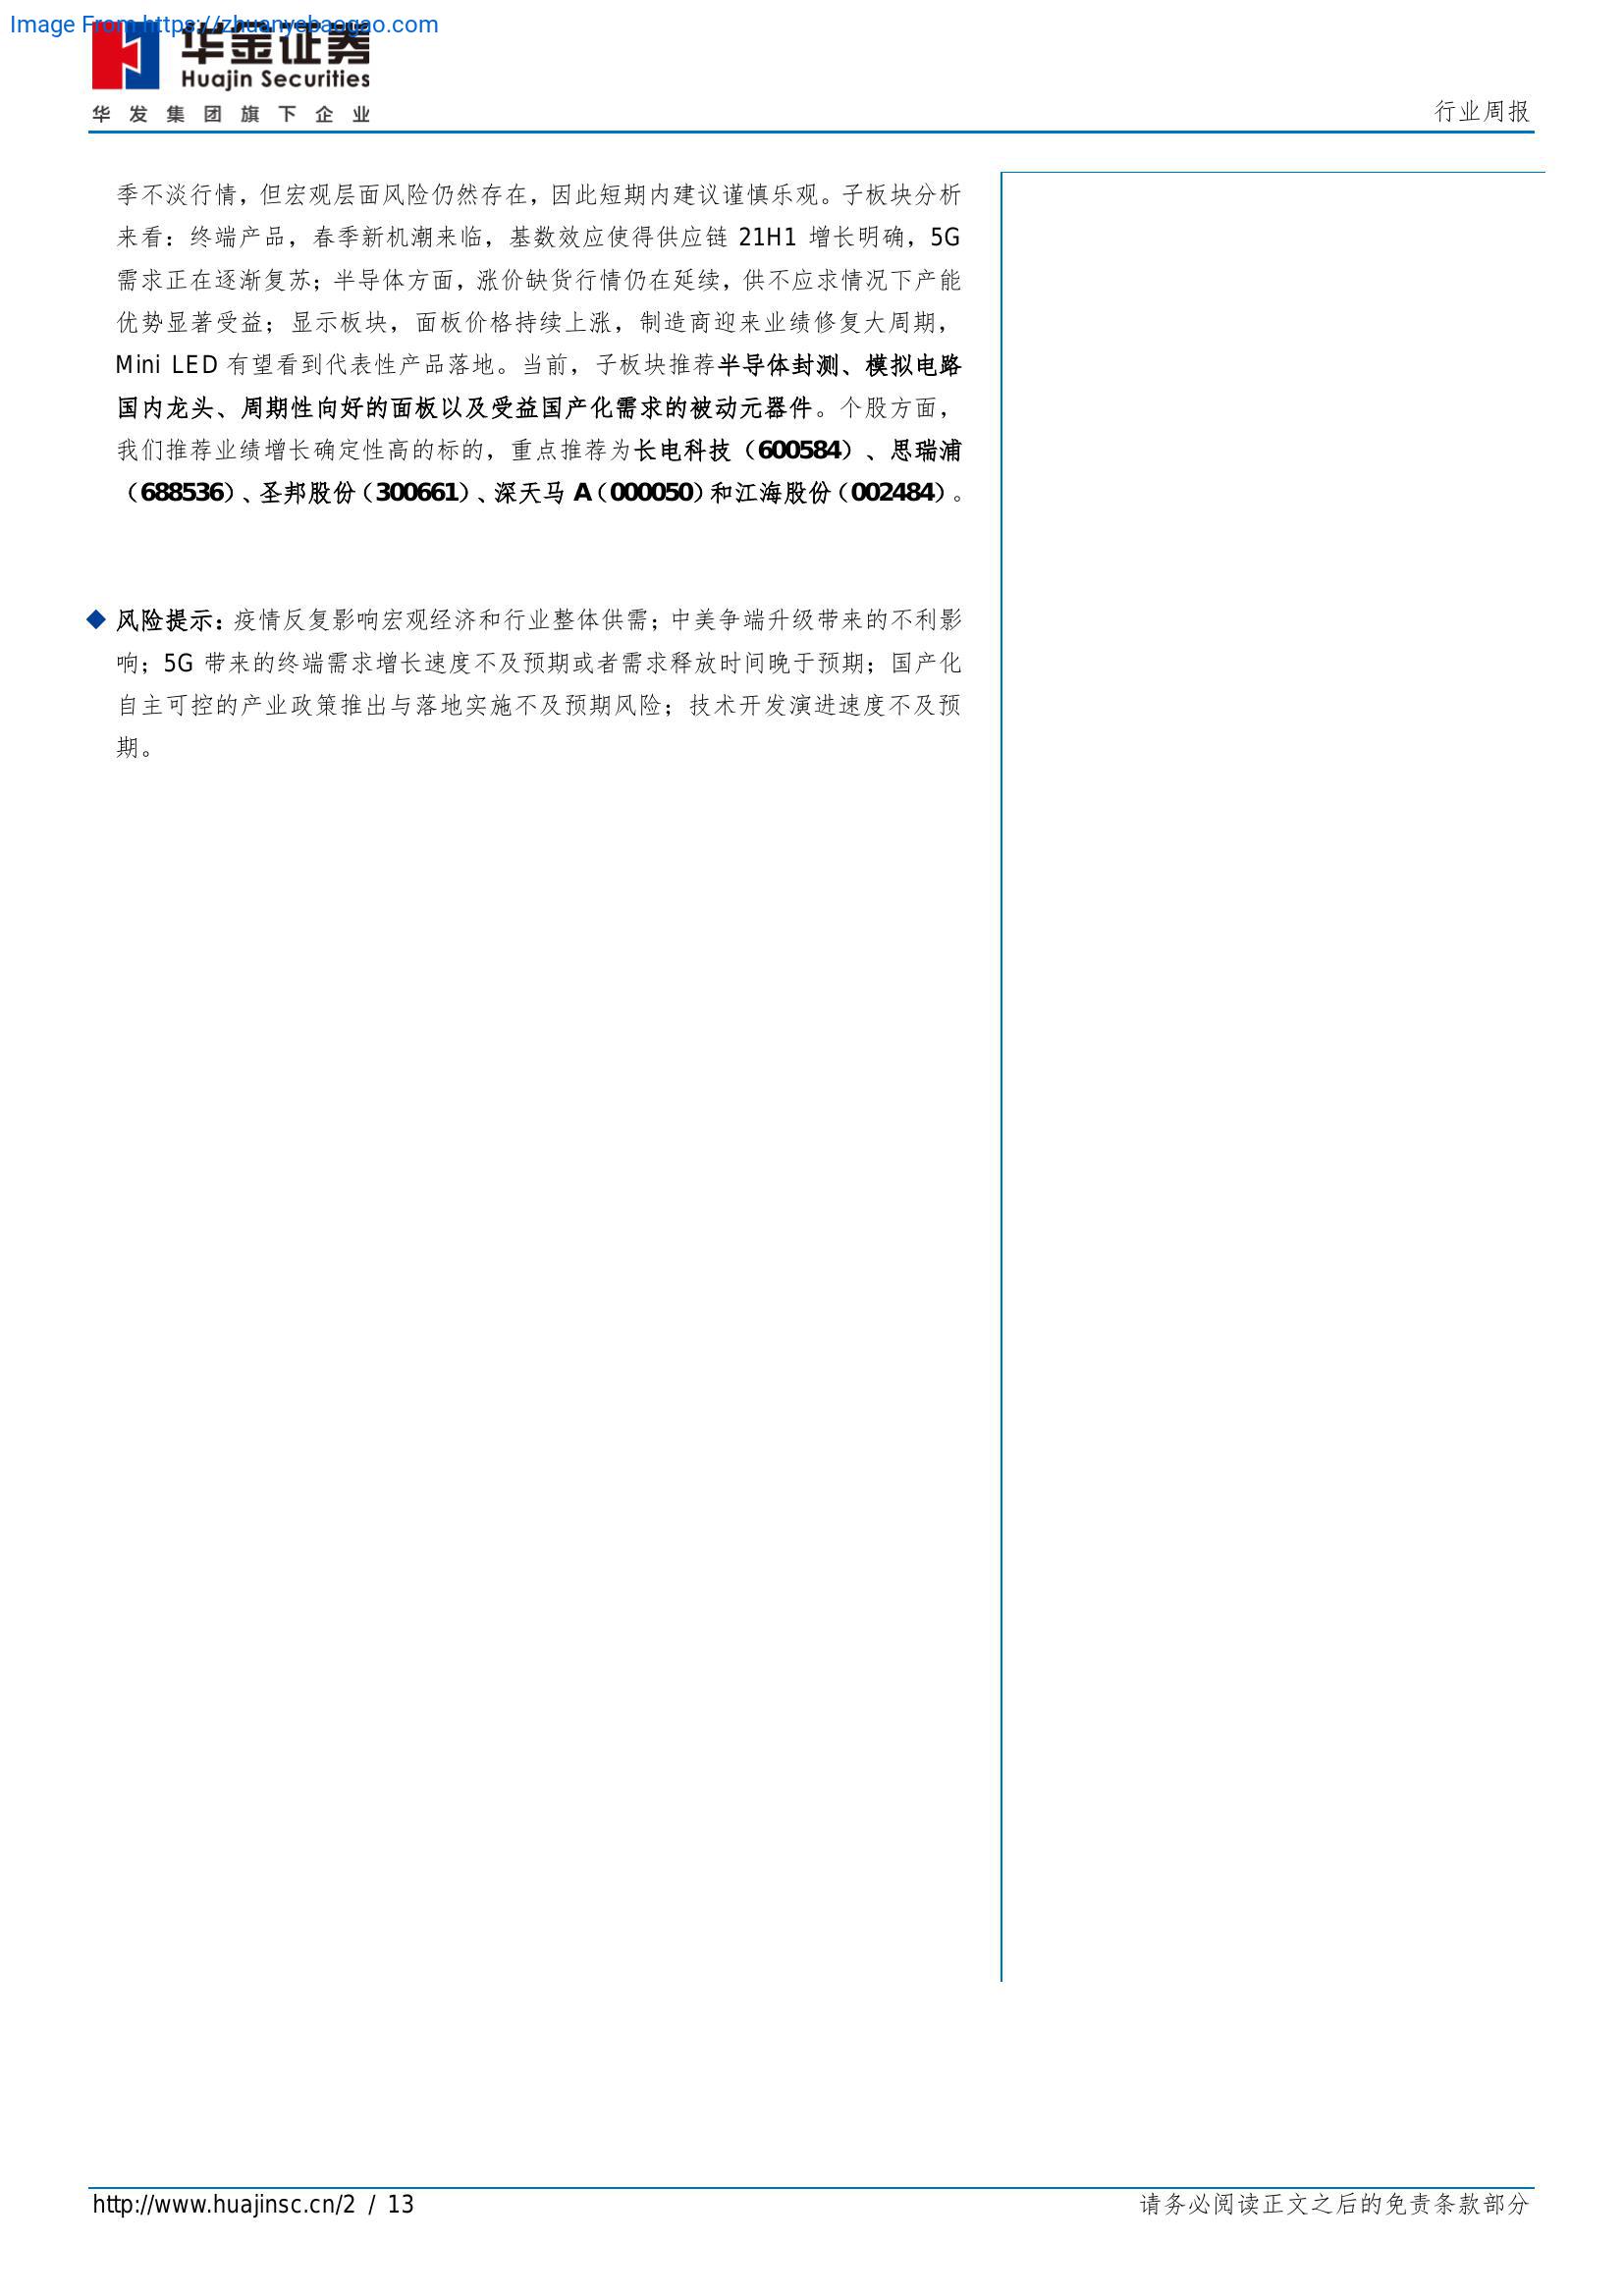 Image From https://zhuanyebaogao.com
华金证券
Huajin Securities
华发集团旗下企业
行业周报
季不淡行情，但宏观层面风险仍然存在，因此短期内建议谨慎乐观。子板块分析
来看：终端产品，春季新机潮来临，基数效应使得供应链 21H1 增长明确，5G
需求正在逐渐复苏；半导体方面，涨价缺货行情仍在延续，供不应求情况下产能
优势显著受益；显示板块，面板价格持续上涨，制造商迎来业绩修复大周期，
Mini LED 有望看到代表性产品落地。当前，子板块推荐半导体封测、模拟电路
国内龙头、周期性向好的面板以及受益国产化需求的被动元器件。个股方面，
我们推荐业绩增长确定性高的标的，重点推荐为长电科技（600584）、思瑞浦
（688536）、圣邦股份（300661）、深天马 A（000050）和江海股份（002484）。
◆ 风险提示：疫情反复影响宏观经济和行业整体供需；中美争端升级带来的不利影
响；5G 带来的终端需求增长速度不及预期或者需求释放时间晚于预期；国产化
自主可控的产业政策推出与落地实施不及预期风险；技术开发演进速度不及预
期。
http://www.huajinsc.cn/2 / 13
请务必阅读正文之后的免责条款部分